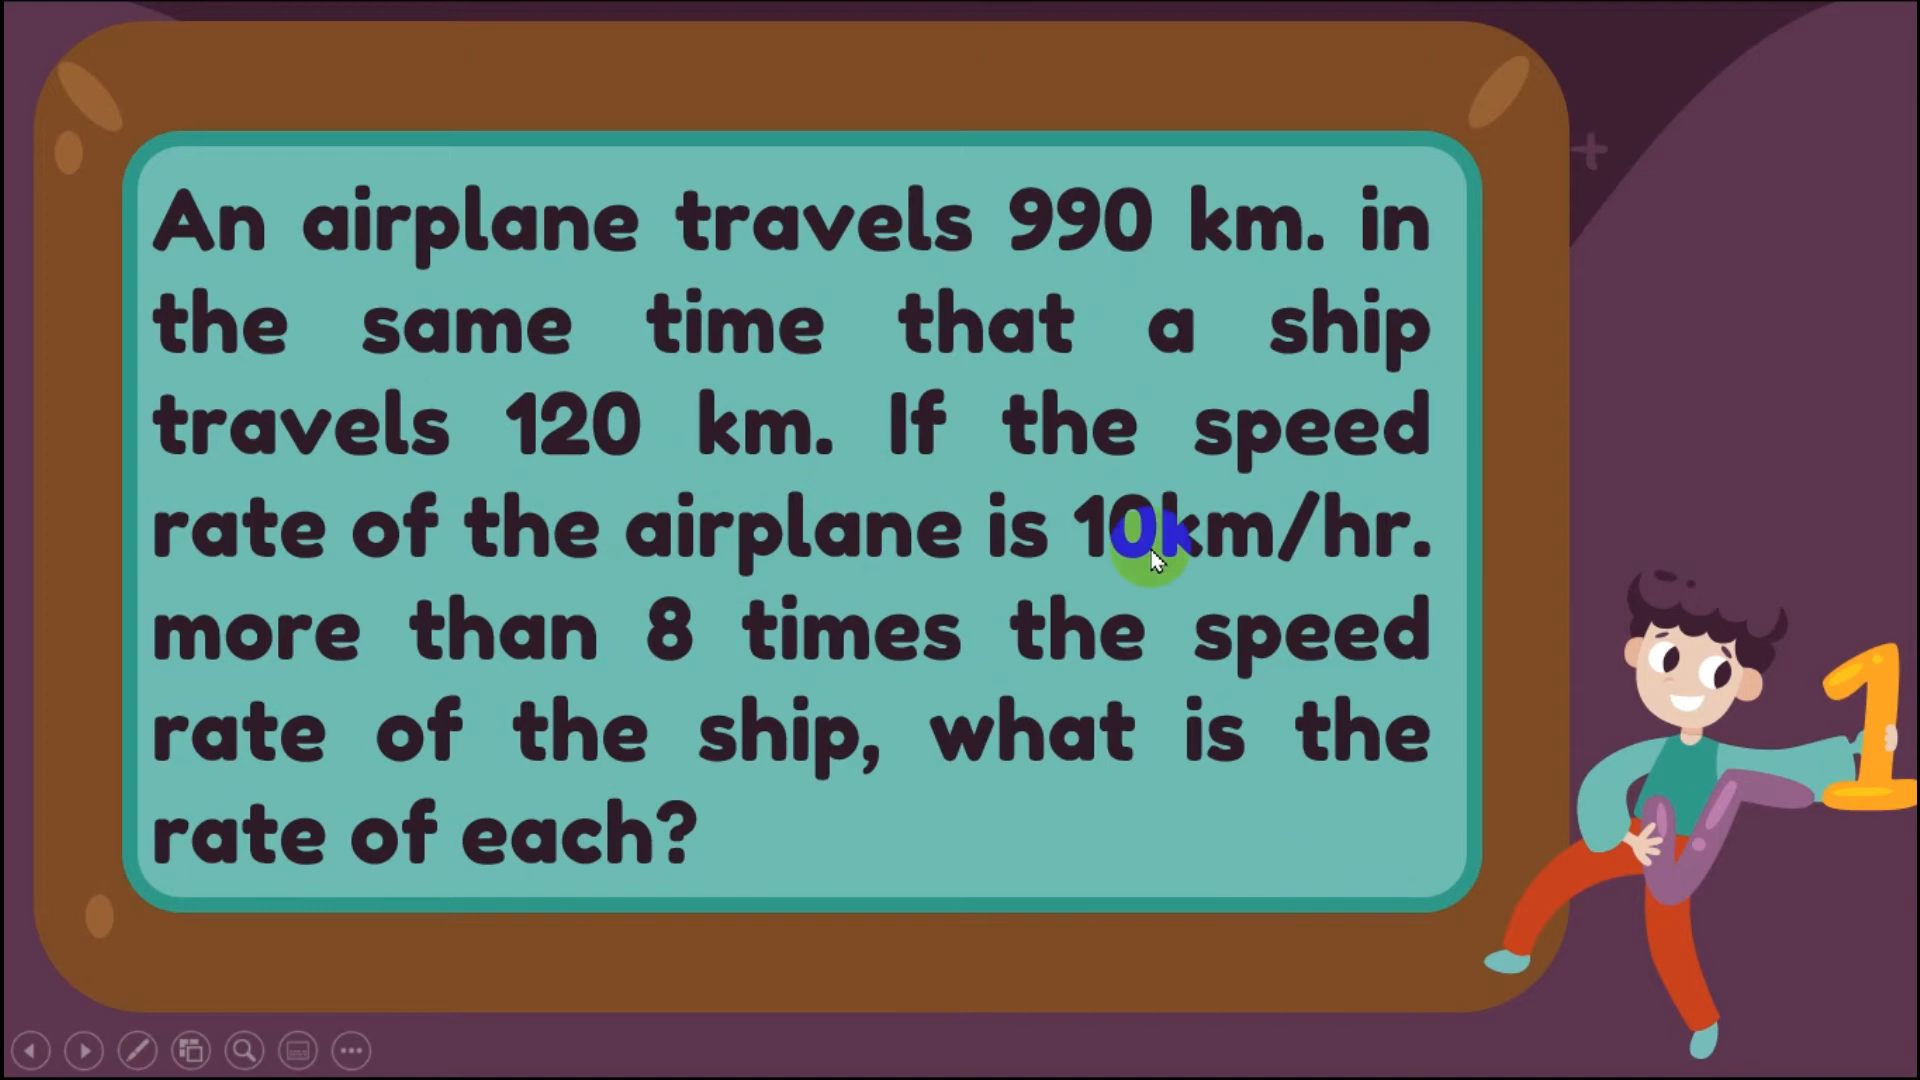 An airplane travels 990 km. in
the same time that a ship
travels 120 km. If the speed
rate of the airplane is 10km/hr.
more than 8 times the speed
rate of the ship, what is the
rate of each?
1